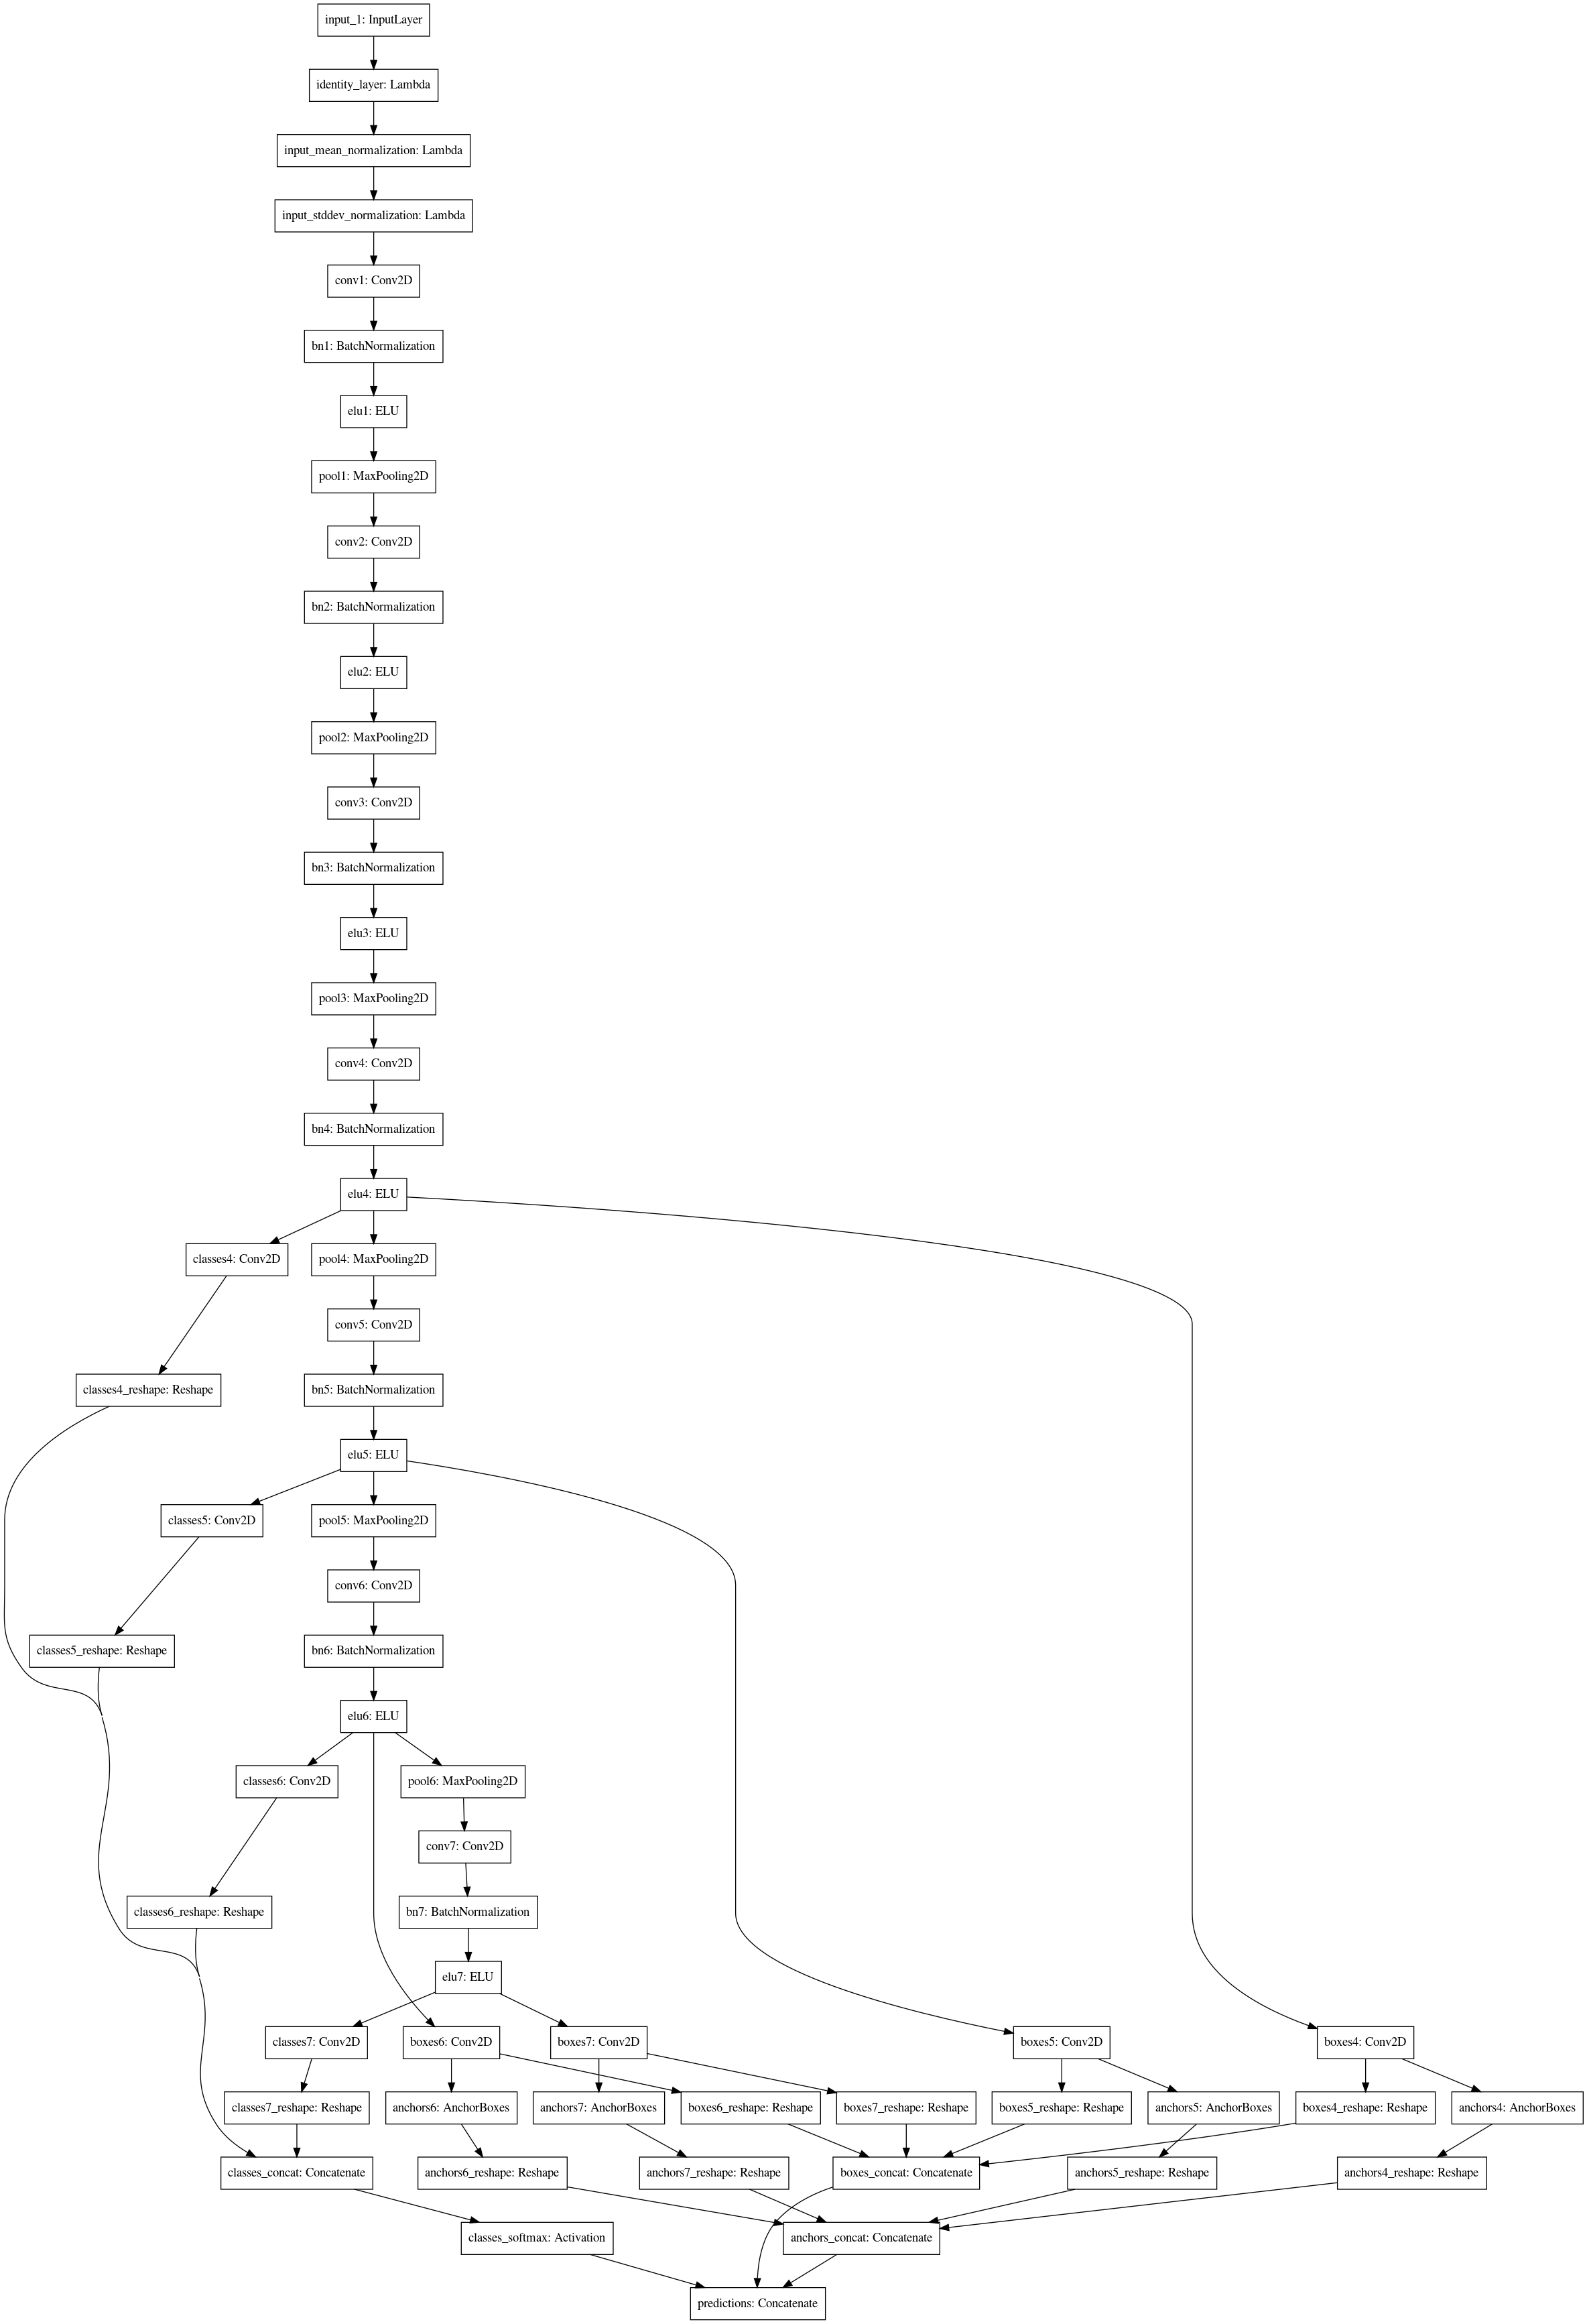 input_1: InputLayer
identity_layer: Lambda
input_mean_normalization: Lambda
input_stddev_normalization: Lambda
conv1: Conv2D
bn1: BatchNormalization
elu1: ELU
pool1: MaxPooling2D
conv2: Conv2D
bn2: BatchNormalization
elu2: ELU
pool2: MaxPooling2D
conv3: Conv2D
bn3: BatchNormalization
elu3: ELU
pool3: MaxPooling2D
conv4: Conv2D
bn4: BatchNormalization
elu4: ELU
classes4: Conv2D
pool4: MaxPooling2D
conv5: Conv2D
classes4_reshape: Reshape
bn5: BatchNormalization
elu5: ELU
classes5: Conv2D
pool5: MaxPooling2D
conv6: Conv2D
classes5_reshape: Reshape
bn6: BatchNormalization
elu6: ELU
classes6: Conv2D
pool6: MaxPooling2D
conv7: Conv2D
classes6_reshape: Reshape
bn7: BatchNormalization
elu7: ELU
classes7: Conv2D
boxes6: Conv2D
boxes7: Conv2D
boxes5: Conv2D
boxes4: Conv2D
classes7_reshape: Reshape
anchors6: AnchorBoxes
anchors7: AnchorBoxes
boxes6_reshape: Reshape
boxes7_reshape: Reshape
boxes5_reshape: Reshape
anchors5: AnchorBoxes
boxes4_reshape: Reshape
anchors4: AnchorBoxes
classes_concat: Concatenate
anchors6_reshape: Reshape
anchors7_reshape: Reshape
boxes_concat: Concatenate
anchors5_reshape: Reshape
anchors4_reshape: Reshape
classes_softmax: Activation
anchors_concat: Concatenate
predictions: Concatenate